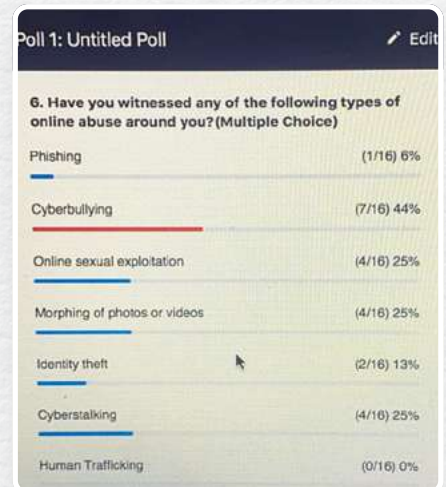 Poll 1: Untitled Poll
Edit
6. Have you witnessed any of the following types of
online abuse around you?(Multiple Choice)
Phishing (1/16) 6%
Cyberbullying (7/16) 44%
Online sexual exploitation (4/16) 25%
Morphing of photos or videos (4/16) 25%
Identity theft (2/16) 13%
Cyberstalking (4/16) 25%
Human Trafficking (0/16) 0%